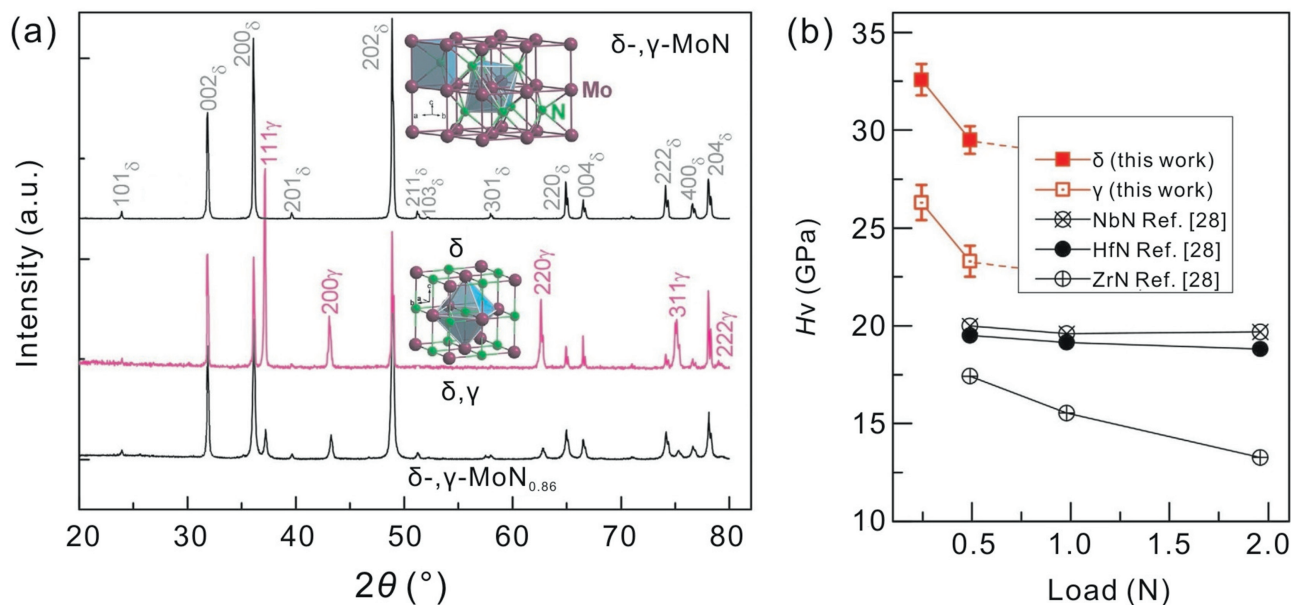 (a)
Intensity (a.u.)
101δ
002δ
200δ
111γ
201δ
202δ
211δ
103δ
301δ
220δ
004δ
222δ
400δ
204δ
δ-,γ-MoN
Mo
N
c
a
b
200γ
δ
c
a
b
220γ
311γ
222γ
δ,γ
δ-,γ-MoN0.86
20 30 40 50 60 70 80
2θ (°)
(b)
Hv (GPa)
35
30
25
20
15
10
δ (this work)
γ (this work)
NbN Ref. [28]
HfN Ref. [28]
ZrN Ref. [28]
0.5 1.0 1.5 2.0
Load (N)